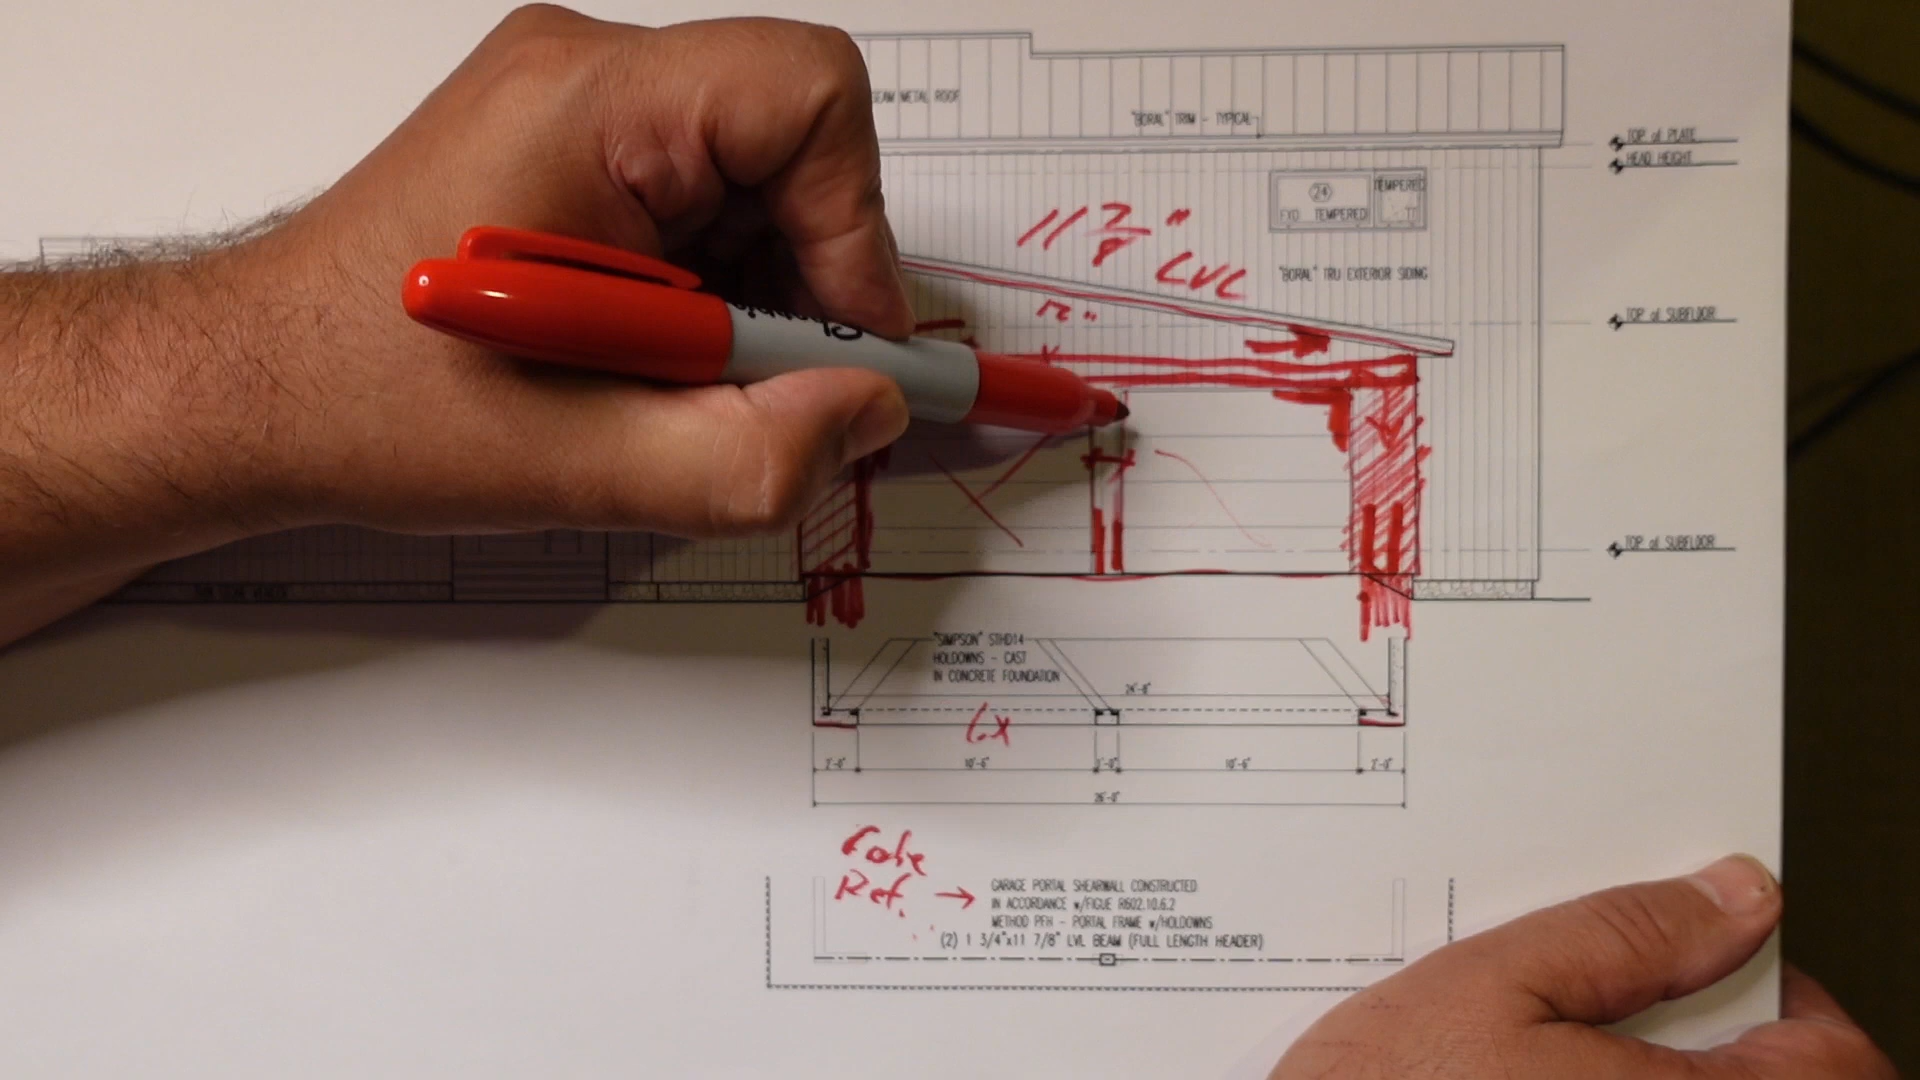 SEAM METAL ROOF
"BORAL" TRIM - TYPICAL
TOP of PLATE
HEAD HEIGHT
24
FXD TEMPERED
TEMPERED
11 7/8" LVL
"BORAL" TRU EXTERIOR SIDING
12"
TOP of SUBFLOOR
Sharpie
TOP of SUBFLOOR
"SIMPSON" STHD14
HOLDOWNS - CAST
IN CONCRETE FOUNDATION
24'-8"
6x
2'-0"
10'-6"
1'-0"
10'-6"
2'-0"
26'-0"
Code
Ref. →
GARAGE PORTAL SHEARWALL CONSTRUCTED
IN ACCORDANCE w/FIGUE R602.10.6.2
METHOD PFH - PORTAL FRAME w/HOLDOWNS
(2) 1 3/4"x11 7/8" LVL BEAM (FULL LENGTH HEADER)